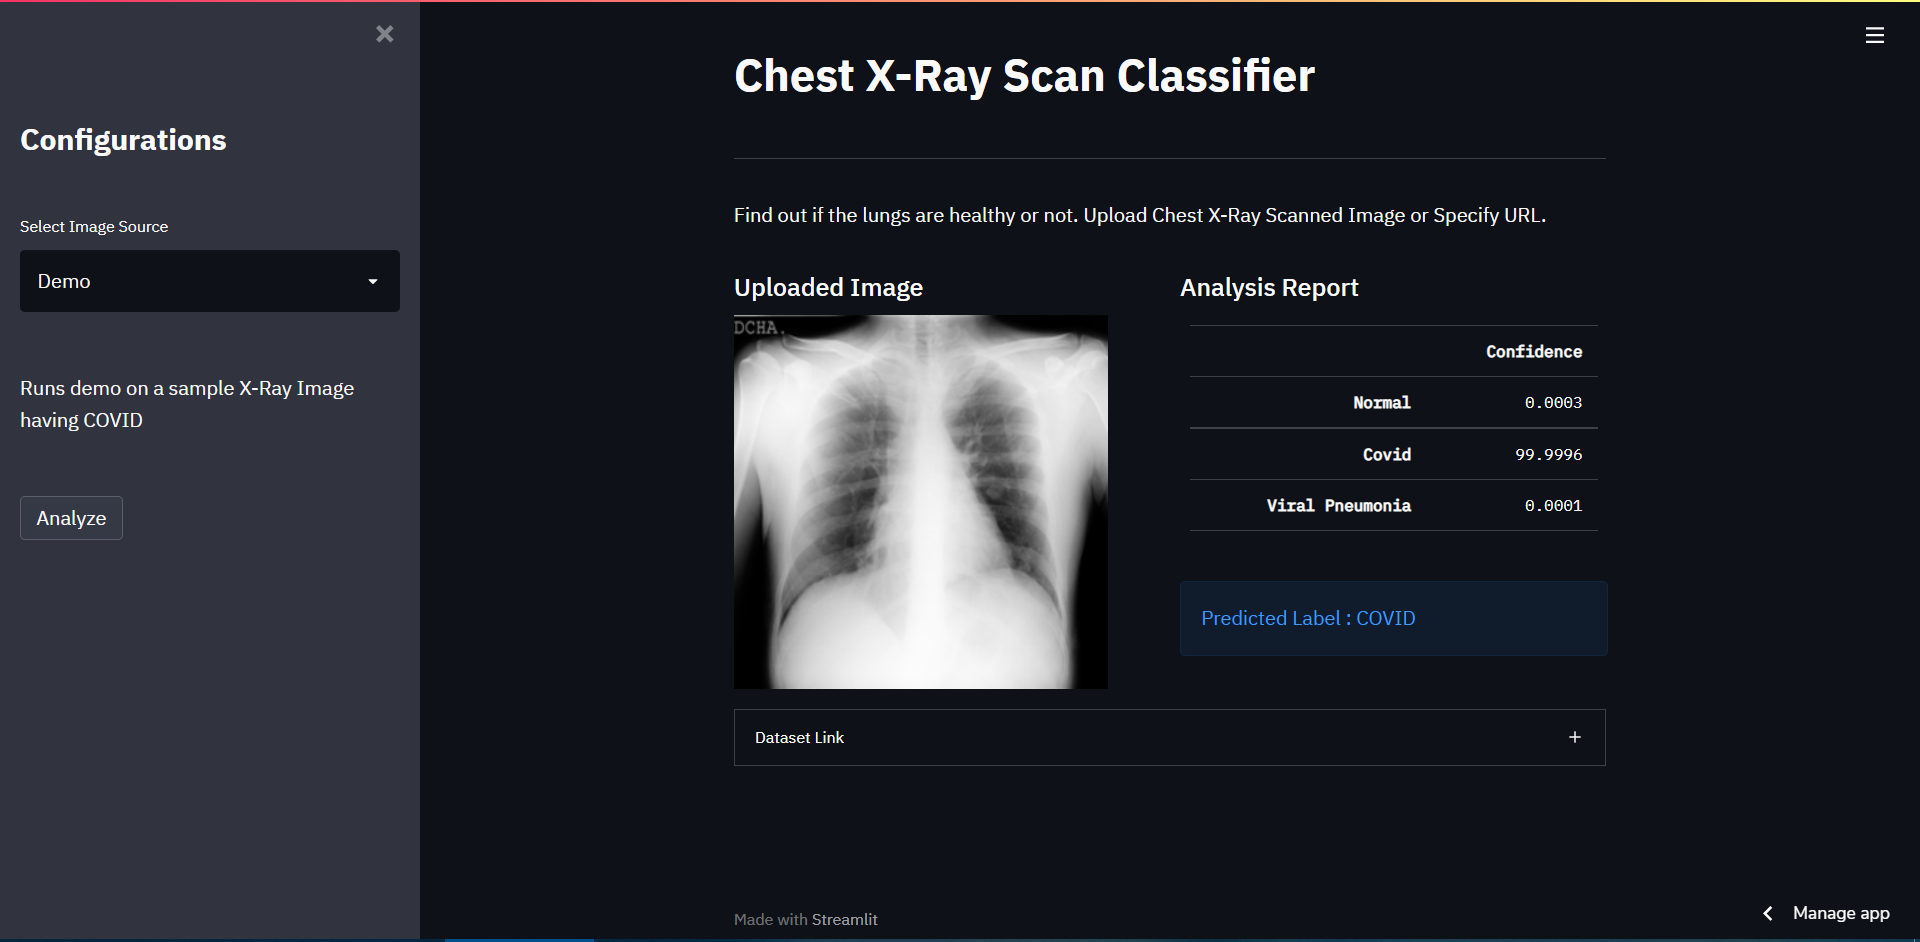 Configurations
Select Image Source
Demo
Runs demo on a sample X-Ray Image
having COVID
Analyze
Chest X-Ray Scan Classifier
Find out if the lungs are healthy or not. Upload Chest X-Ray Scanned Image or Specify URL.
Uploaded Image
DCHA.
Analysis Report
Confidence
Normal 0.0003
Covid 99.9996
Viral Pneumonia 0.0001
Predicted Label : COVID
Dataset Link
Made with Streamlit
Manage app